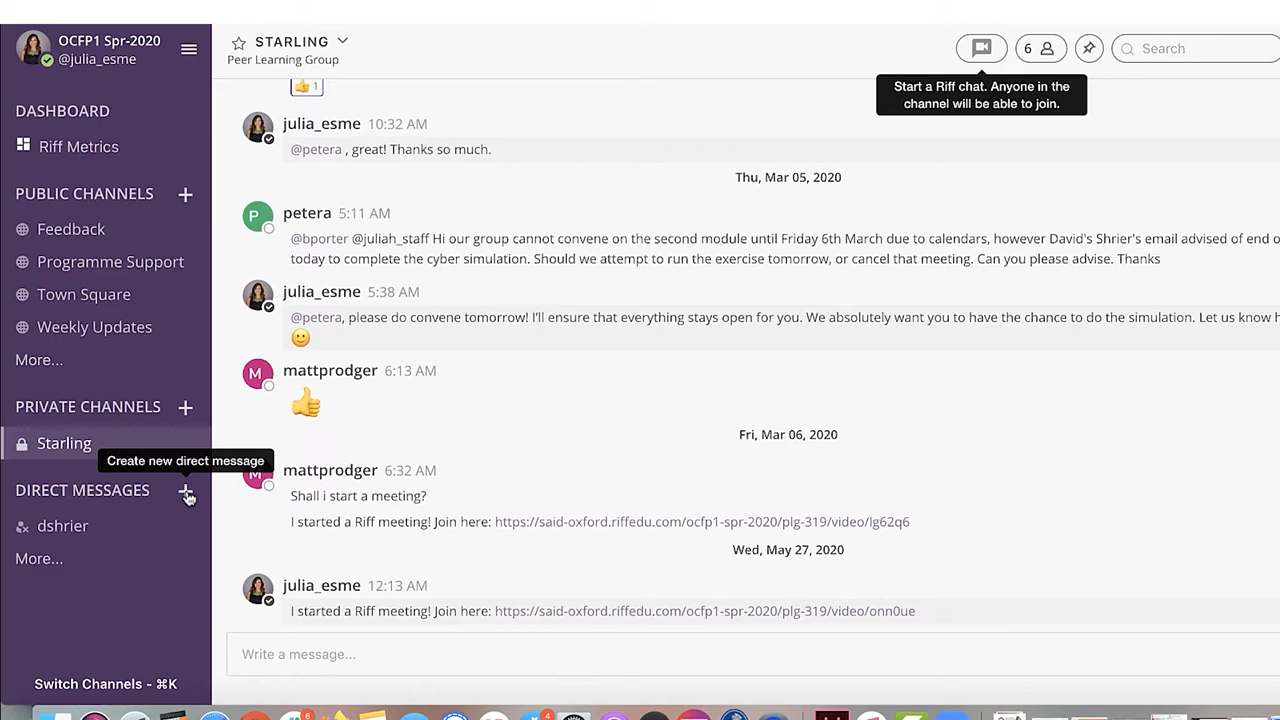 OCFP1 Spr-2020
@julia_esme
DASHBOARD
Riff Metrics
PUBLIC CHANNELS
Feedback
Programme Support
Town Square
Weekly Updates
More...
PRIVATE CHANNELS
Starling
Create new direct message
DIRECT MESSAGES
dshrier
More...
Switch Channels - ⌘K
STARLING
Peer Learning Group
6
Search
Start a Riff chat. Anyone in the
channel will be able to join.
1
julia_esme 10:32 AM
@petera , great! Thanks so much.
Thu, Mar 05, 2020
P
petera 5:11 AM
@bporter @juliah_staff Hi our group cannot convene on the second module until Friday 6th March due to calendars, however David's Shrier's email advised of end o
today to complete the cyber simulation. Should we attempt to run the exercise tomorrow, or cancel that meeting. Can you please advise. Thanks
julia_esme 5:38 AM
@petera, please do convene tomorrow! I'll ensure that everything stays open for you. We absolutely want you to have the chance to do the simulation. Let us know h
🙂
M
mattprodger 6:13 AM
👍
Fri, Mar 06, 2020
M
mattprodger 6:32 AM
Shall i start a meeting?
I started a Riff meeting! Join here: https://said-oxford.riffedu.com/ocfp1-spr-2020/plg-319/video/lg62q6
Wed, May 27, 2020
julia_esme 12:13 AM
I started a Riff meeting! Join here: https://said-oxford.riffedu.com/ocfp1-spr-2020/plg-319/video/onn0ue
Write a message...
6
4